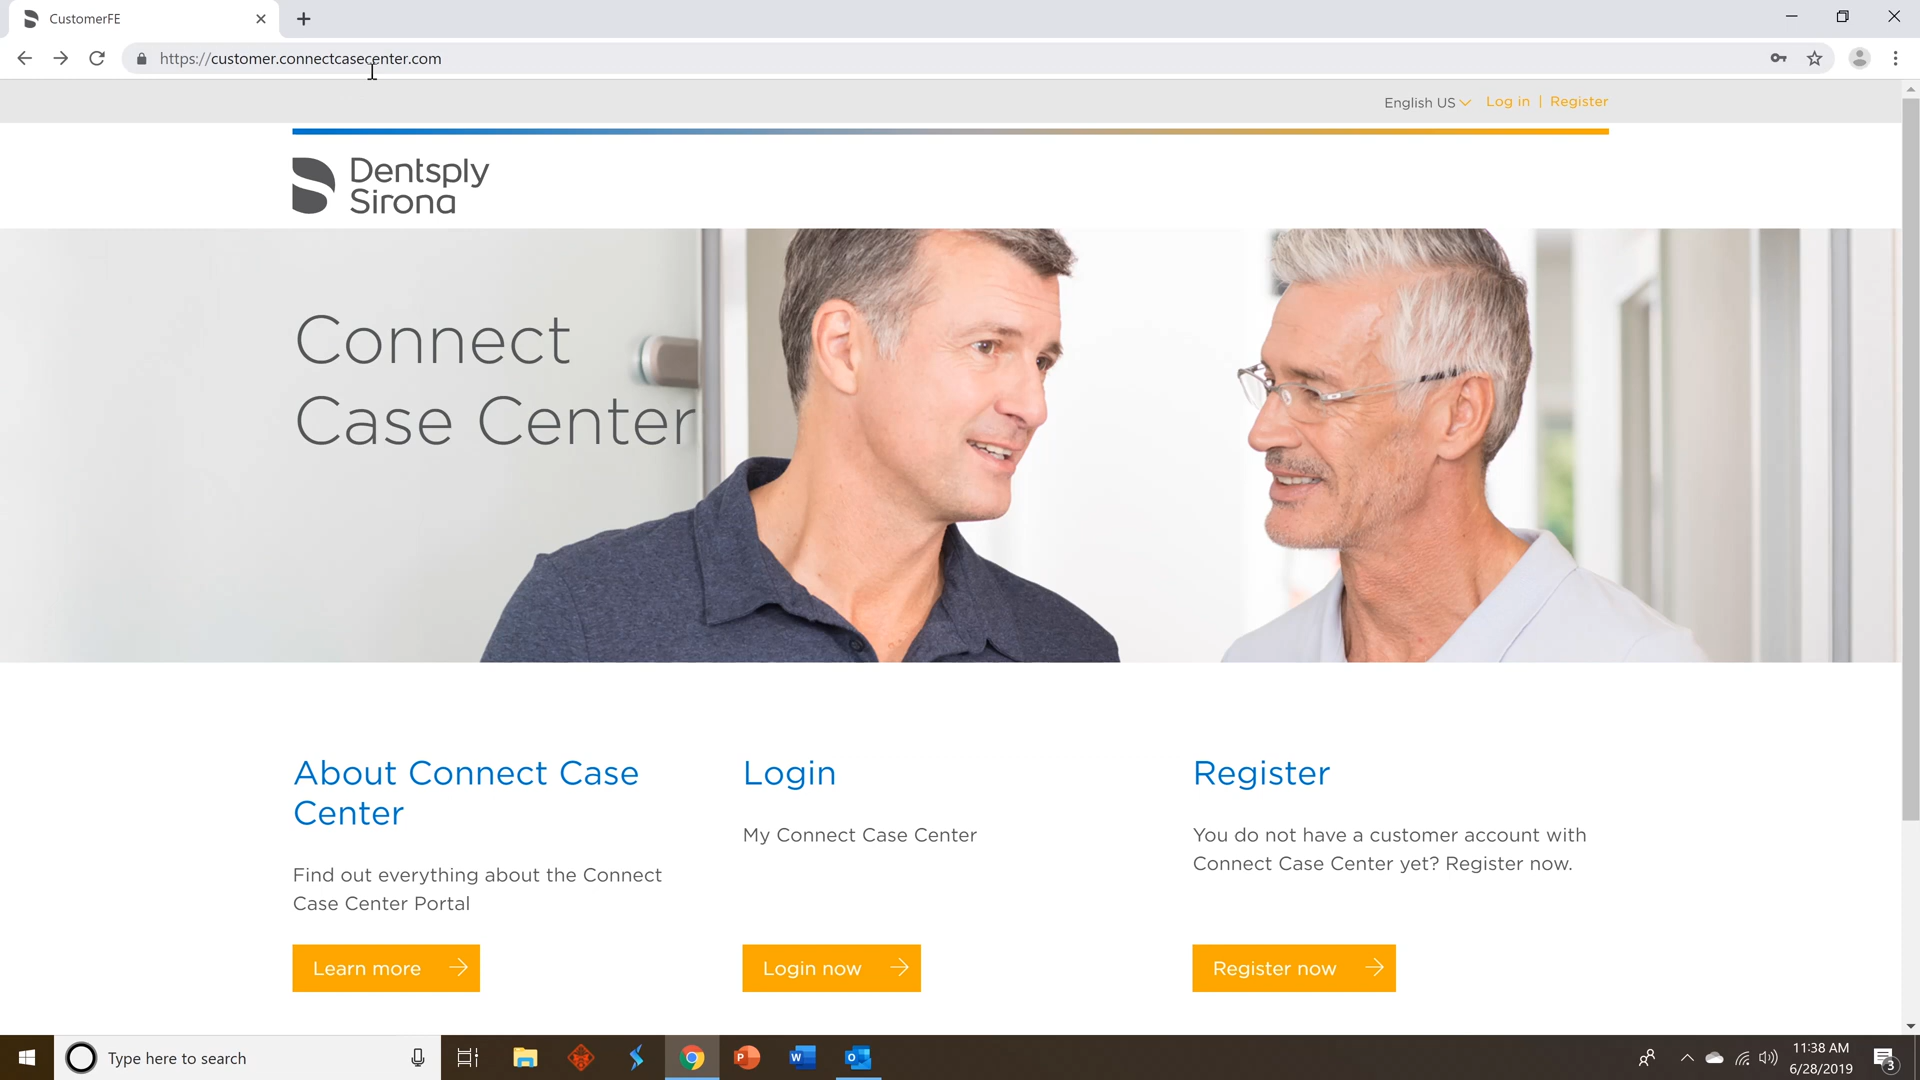 CustomerFE
https://customer.connectcasecenter.com
English US Log in | Register
Dentsply
Sirona
Connect
Case Center
About Connect Case
Center
Find out everything about the Connect
Case Center Portal
Learn more
Login
My Connect Case Center
Login now
Register
You do not have a customer account with
Connect Case Center yet? Register now.
Register now
Type here to search
11:38 AM
6/28/2019
3